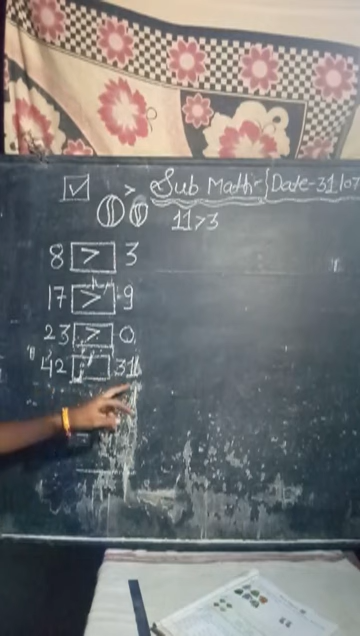 ☑ > Sub Math { Date-31/07
11>3
8 > 3
17 > 9
23 > 0
42 31